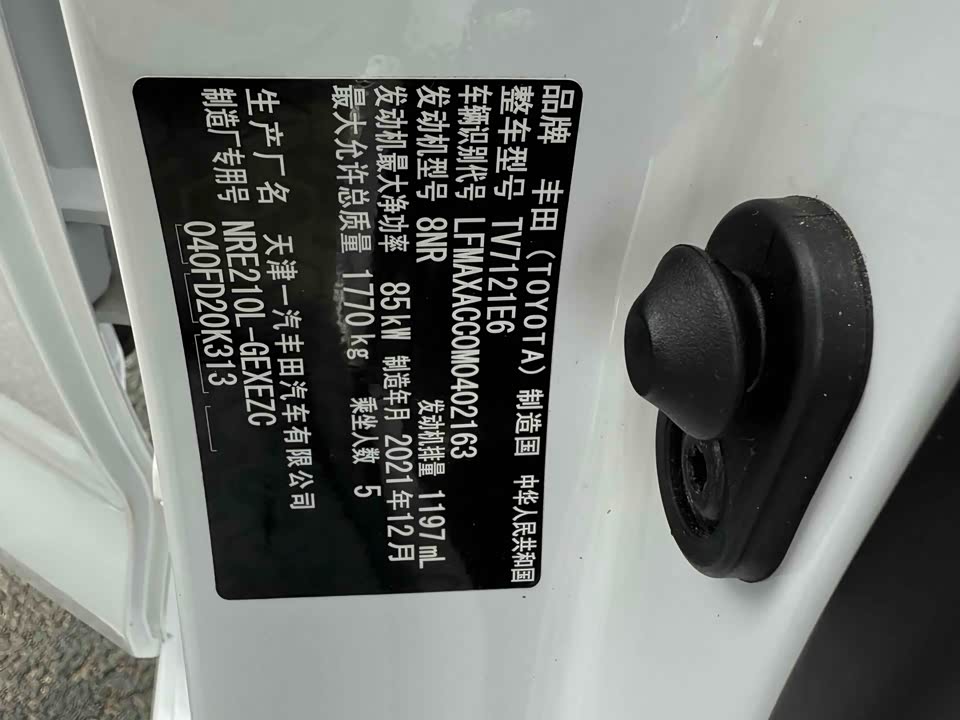 品牌 丰田(TOYOTA) 制造国 中华人民共和国
整车型号 TV7121E6
车辆识别代号 LFMAXACC0M0402163
发动机型号 8NR 发动机排量 1197mL
发动机最大净功率 85kW 制造年月 2021年12月
最大允许总质量 1770kg 乘坐人数 5
生产厂名 天津一汽丰田汽车有限公司
制造厂专用号 NRE210L-GEXEZC
040FD20K313